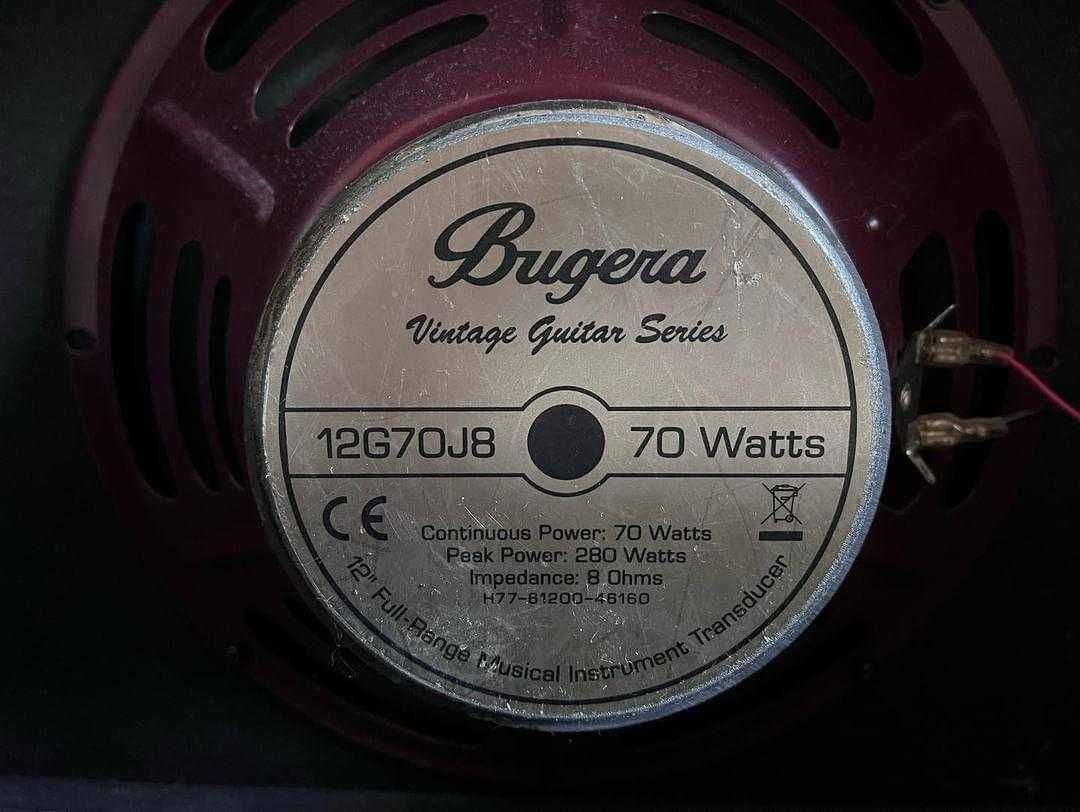 Bugera
Vintage Guitar Series
12G70J8 70 Watts
CE
Continuous Power: 70 Watts
Peak Power: 280 Watts
Impedance: 8 Ohms
H77-61200-46160
12" Full-Range Musical Instrument Transducer